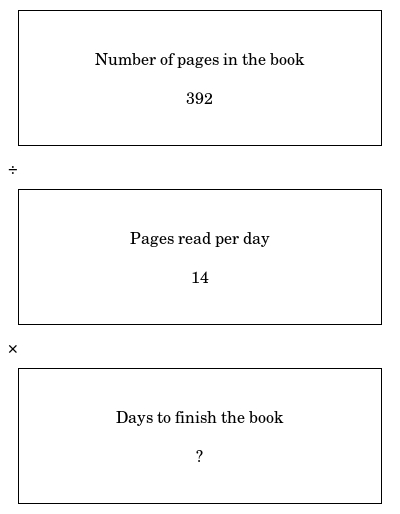 Number of pages in the book
392
÷
Pages read per day
14
×
Days to finish the book
?